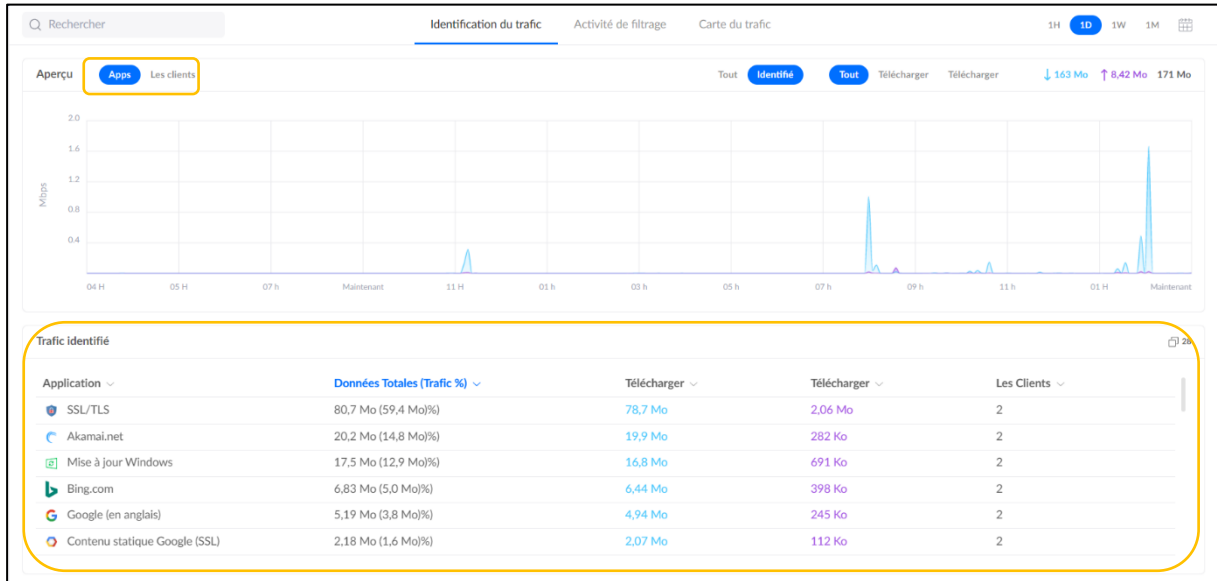 Rechercher Identification du trafic Activité de filtrage Carte du trafic 1H 1D 1W 1M
Aperçu Apps Les clients Tout Identifié Tout Télécharger Télécharger ↓ 163 Mo ↑ 8,42 Mo 171 Mo
2.0
1.6
1.2
Mbps
0.8
0.4
04 H 05 H 07 h Maintenant 11 H 01 h 03 h 05 h 07 h 09 h 11 h 01 H Maintenant
Trafic identifié 28
Application Données Totales (Trafic %) Télécharger Télécharger Les Clients
SSL/TLS 80,7 Mo (59,4 Mo)%) 78,7 Mo 2,06 Mo 2
Akamai.net 20,2 Mo (14,8 Mo)%) 19,9 Mo 282 Ko 2
Mise à jour Windows 17,5 Mo (12,9 Mo)%) 16,8 Mo 691 Ko 2
Bing.com 6,83 Mo (5,0 Mo)%) 6,44 Mo 398 Ko 2
Google (en anglais) 5,19 Mo (3,8 Mo)%) 4,94 Mo 245 Ko 2
Contenu statique Google (SSL) 2,18 Mo (1,6 Mo)%) 2,07 Mo 112 Ko 2